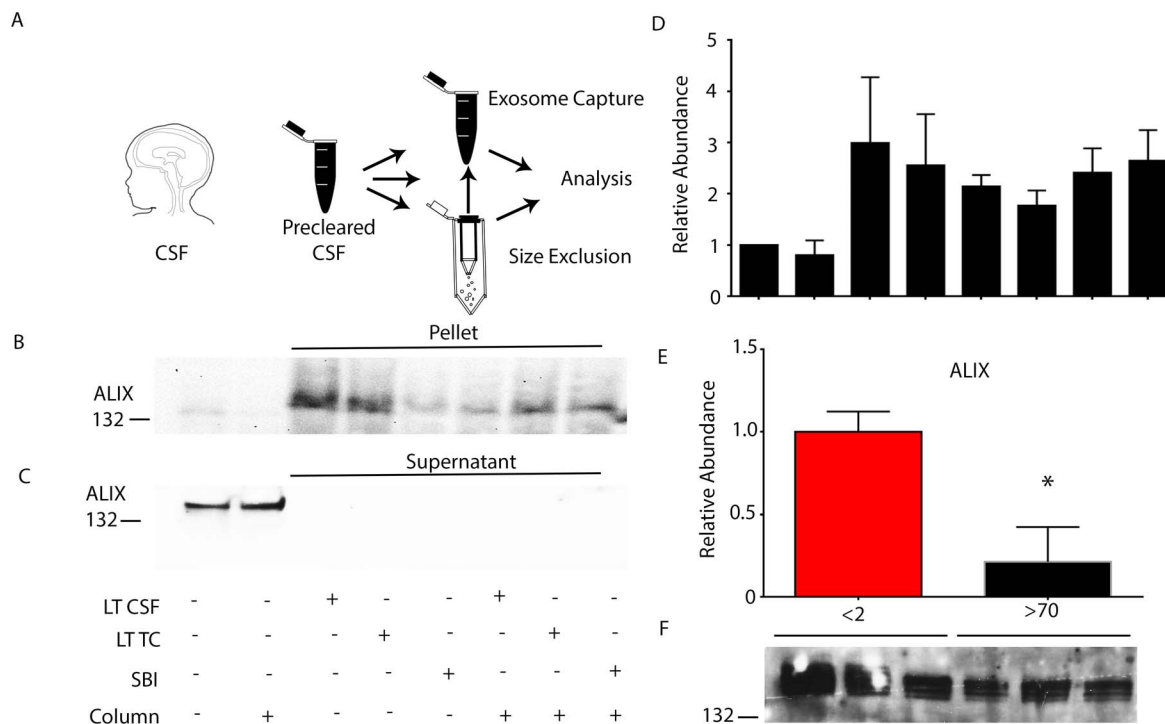 A
CSF
Precleared
CSF
Exosome Capture
Analysis
Size Exclusion
B
Pellet
ALIX
132
C
Supernatant
ALIX
132
LT CSF - - + - - + - -
LT TC - - - + - - + -
SBI - - - - + - - +
Column - + - - - + + +
D
Relative Abundance
5
4
3
2
1
0
E
ALIX
Relative Abundance
1.5
1.0
0.5
0
*
<2 >70
F
132